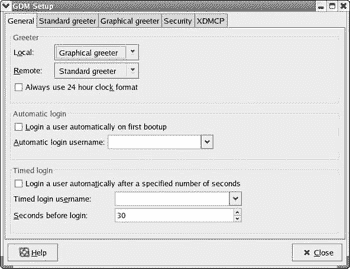 GDM Setup
General Standard greeter Graphical greeter Security XDMCP
Greeter
Local: Graphical greeter
Remote: Standard greeter
Always use 24 hour clock format
Automatic login
Login a user automatically on first bootup
Automatic login username:
Timed login
Login a user automatically after a specified number of seconds
Timed login username:
Seconds before login: 30
Help Close